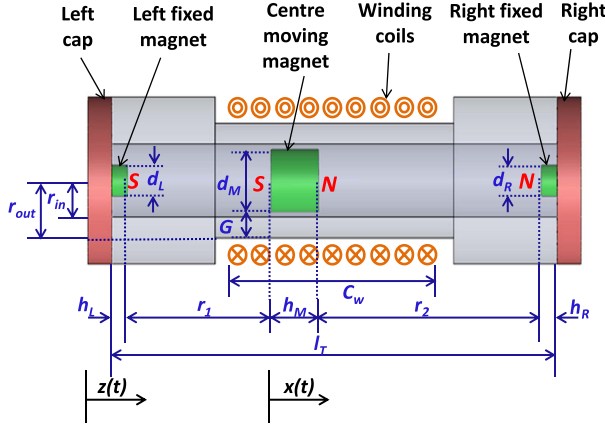 Left cap
Left fixed magnet
Centre moving magnet
Winding coils
Right fixed magnet
Right cap
S
d_L
d_M
S
N
d_R
N
r_out
r_in
G
C_w
h_L
r_1
h_M
r_2
h_R
l_T
z(t)
x(t)